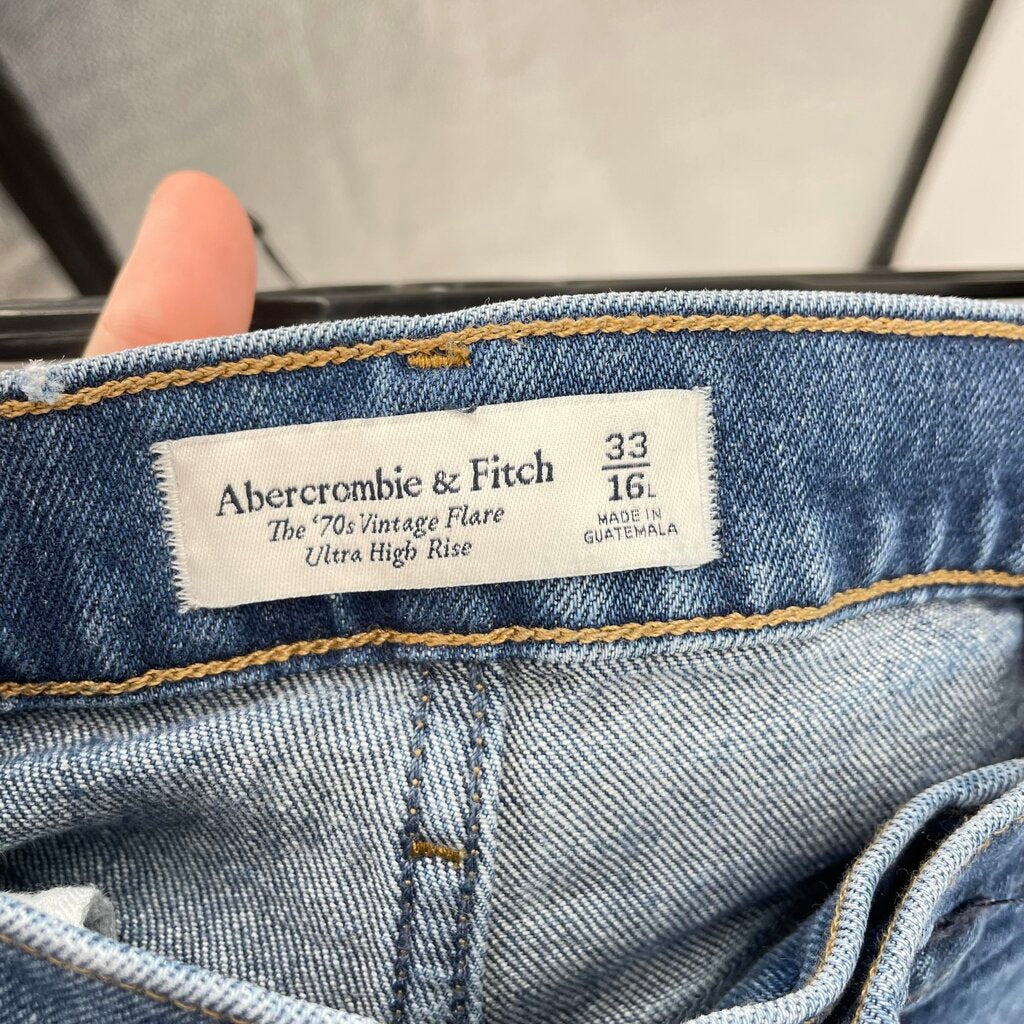 Abercrombie & Fitch
The '70s Vintage Flare
Ultra High Rise
33
16L
MADE IN
GUATEMALA